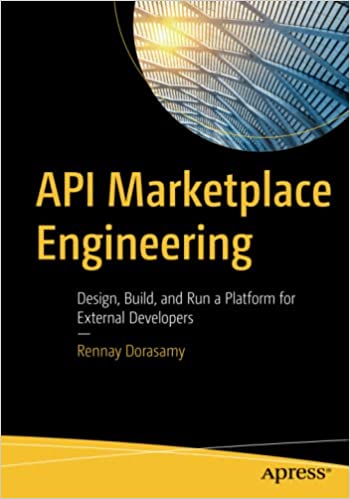 API Marketplace
Engineering
Design, Build, and Run a Platform for
External Developers
—
Rennay Dorasamy
Apress®